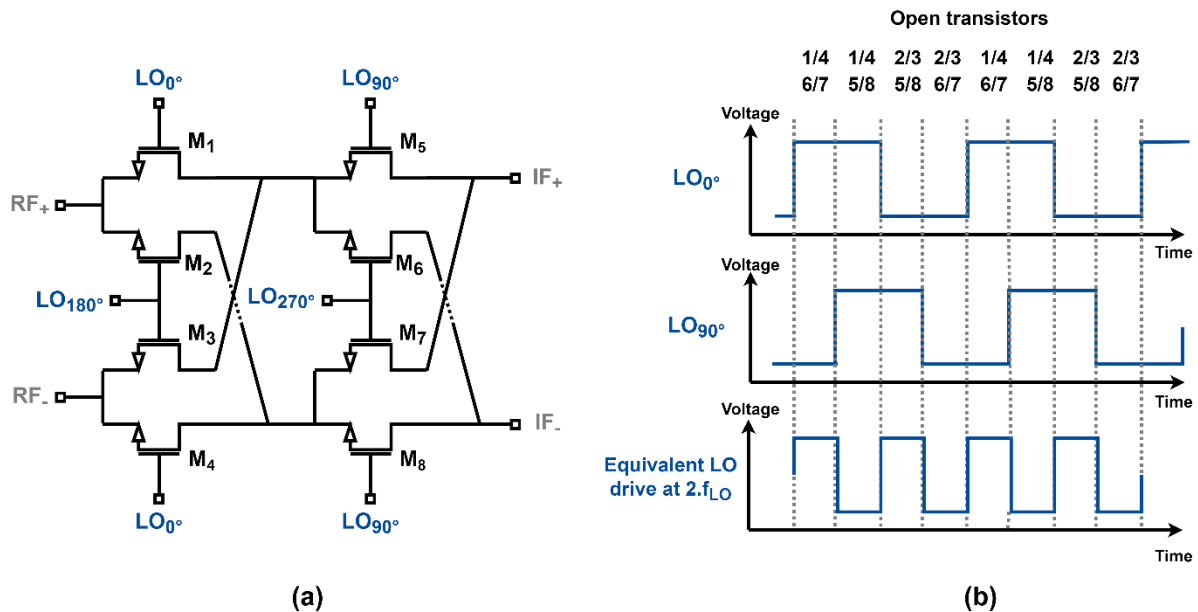 LO0°
LO90°
M1
M5
RF+
IF+
M2
M6
LO180°
LO270°
M3
M7
RF-
IF-
M4
M8
LO0°
LO90°
(a)
Open transistors
1/4 1/4 2/3 2/3 1/4 1/4 2/3 2/3
6/7 5/8 5/8 6/7 6/7 5/8 5/8 6/7
Voltage
LO0°
Time
Voltage
LO90°
Time
Voltage
Equivalent LO
drive at 2.fLO
Time
(b)